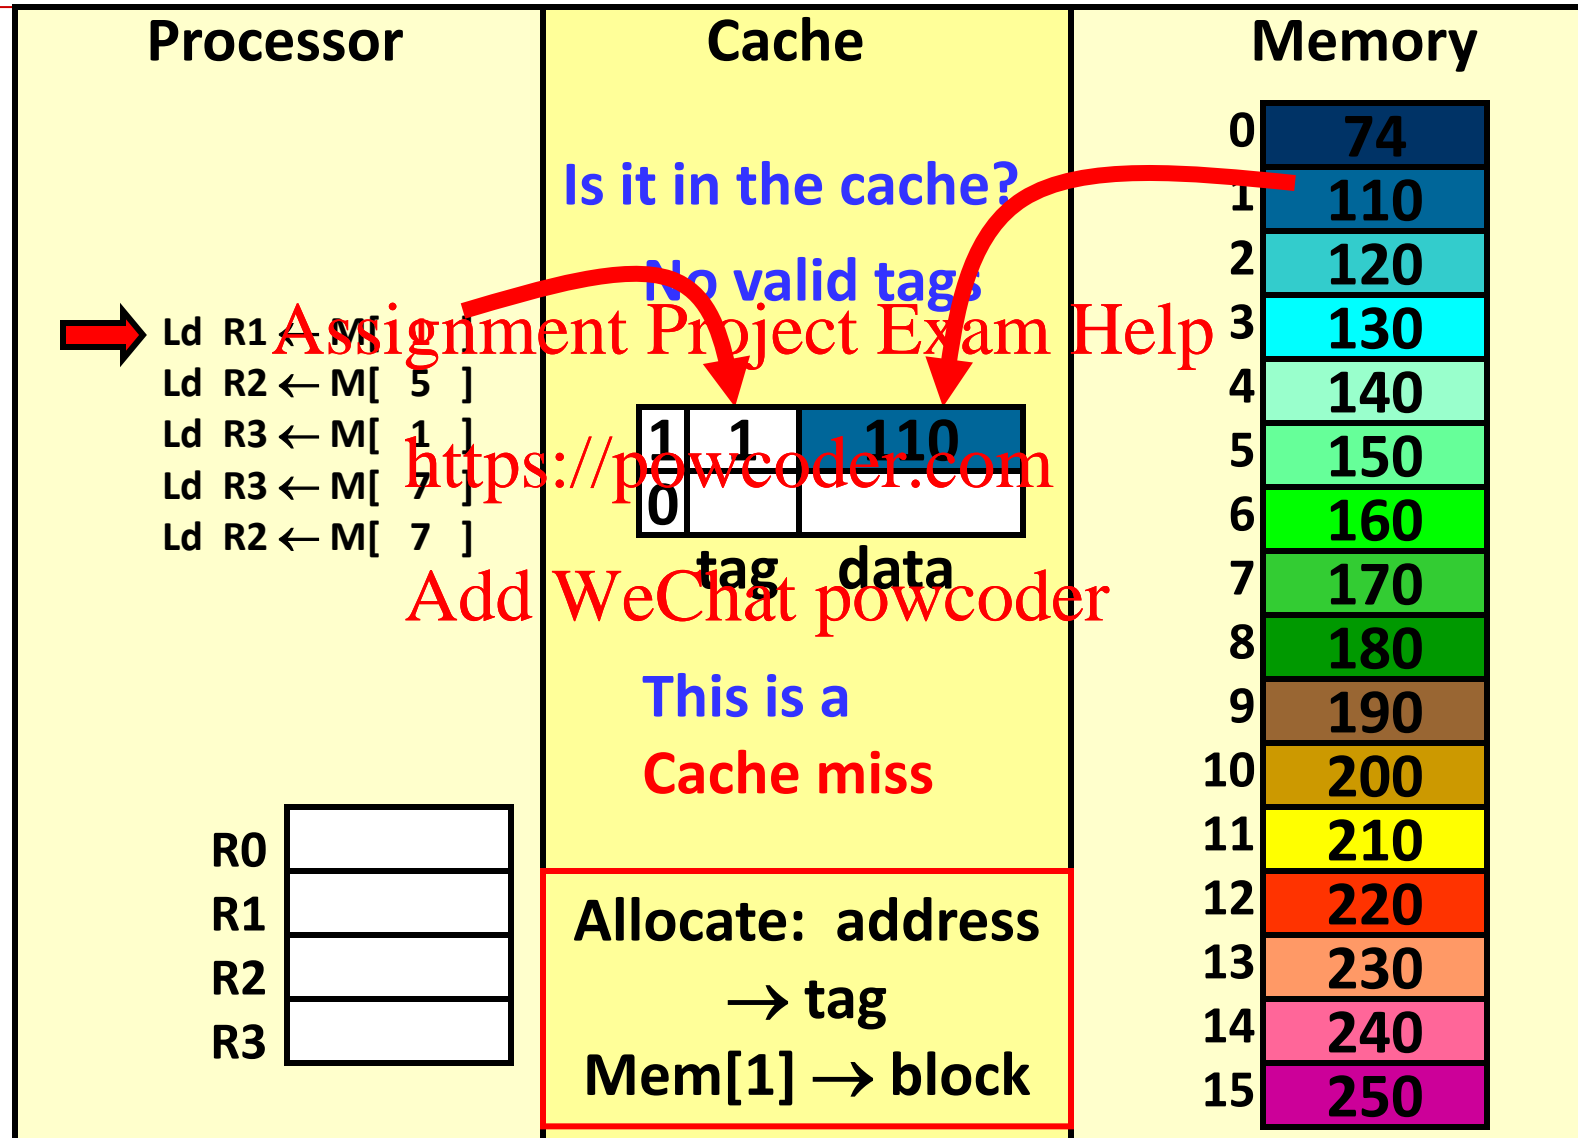 Processor
Ld R1 ← M[ 1 ]
Ld R2 ← M[ 5 ]
Ld R3 ← M[ 1 ]
Ld R3 ← M[ 7 ]
Ld R2 ← M[ 7 ]
R0
R1
R2
R3
Cache
Is it in the cache?
No valid tags
1 1 110
0
tag data
This is a
Cache miss
Allocate: address
→ tag
Mem[1] → block
Memory
0 74
1 110
2 120
3 130
4 140
5 150
6 160
7 170
8 180
9 190
10 200
11 210
12 220
13 230
14 240
15 250
Assignment Project Exam Help
https://powcoder.com
Add WeChat powcoder